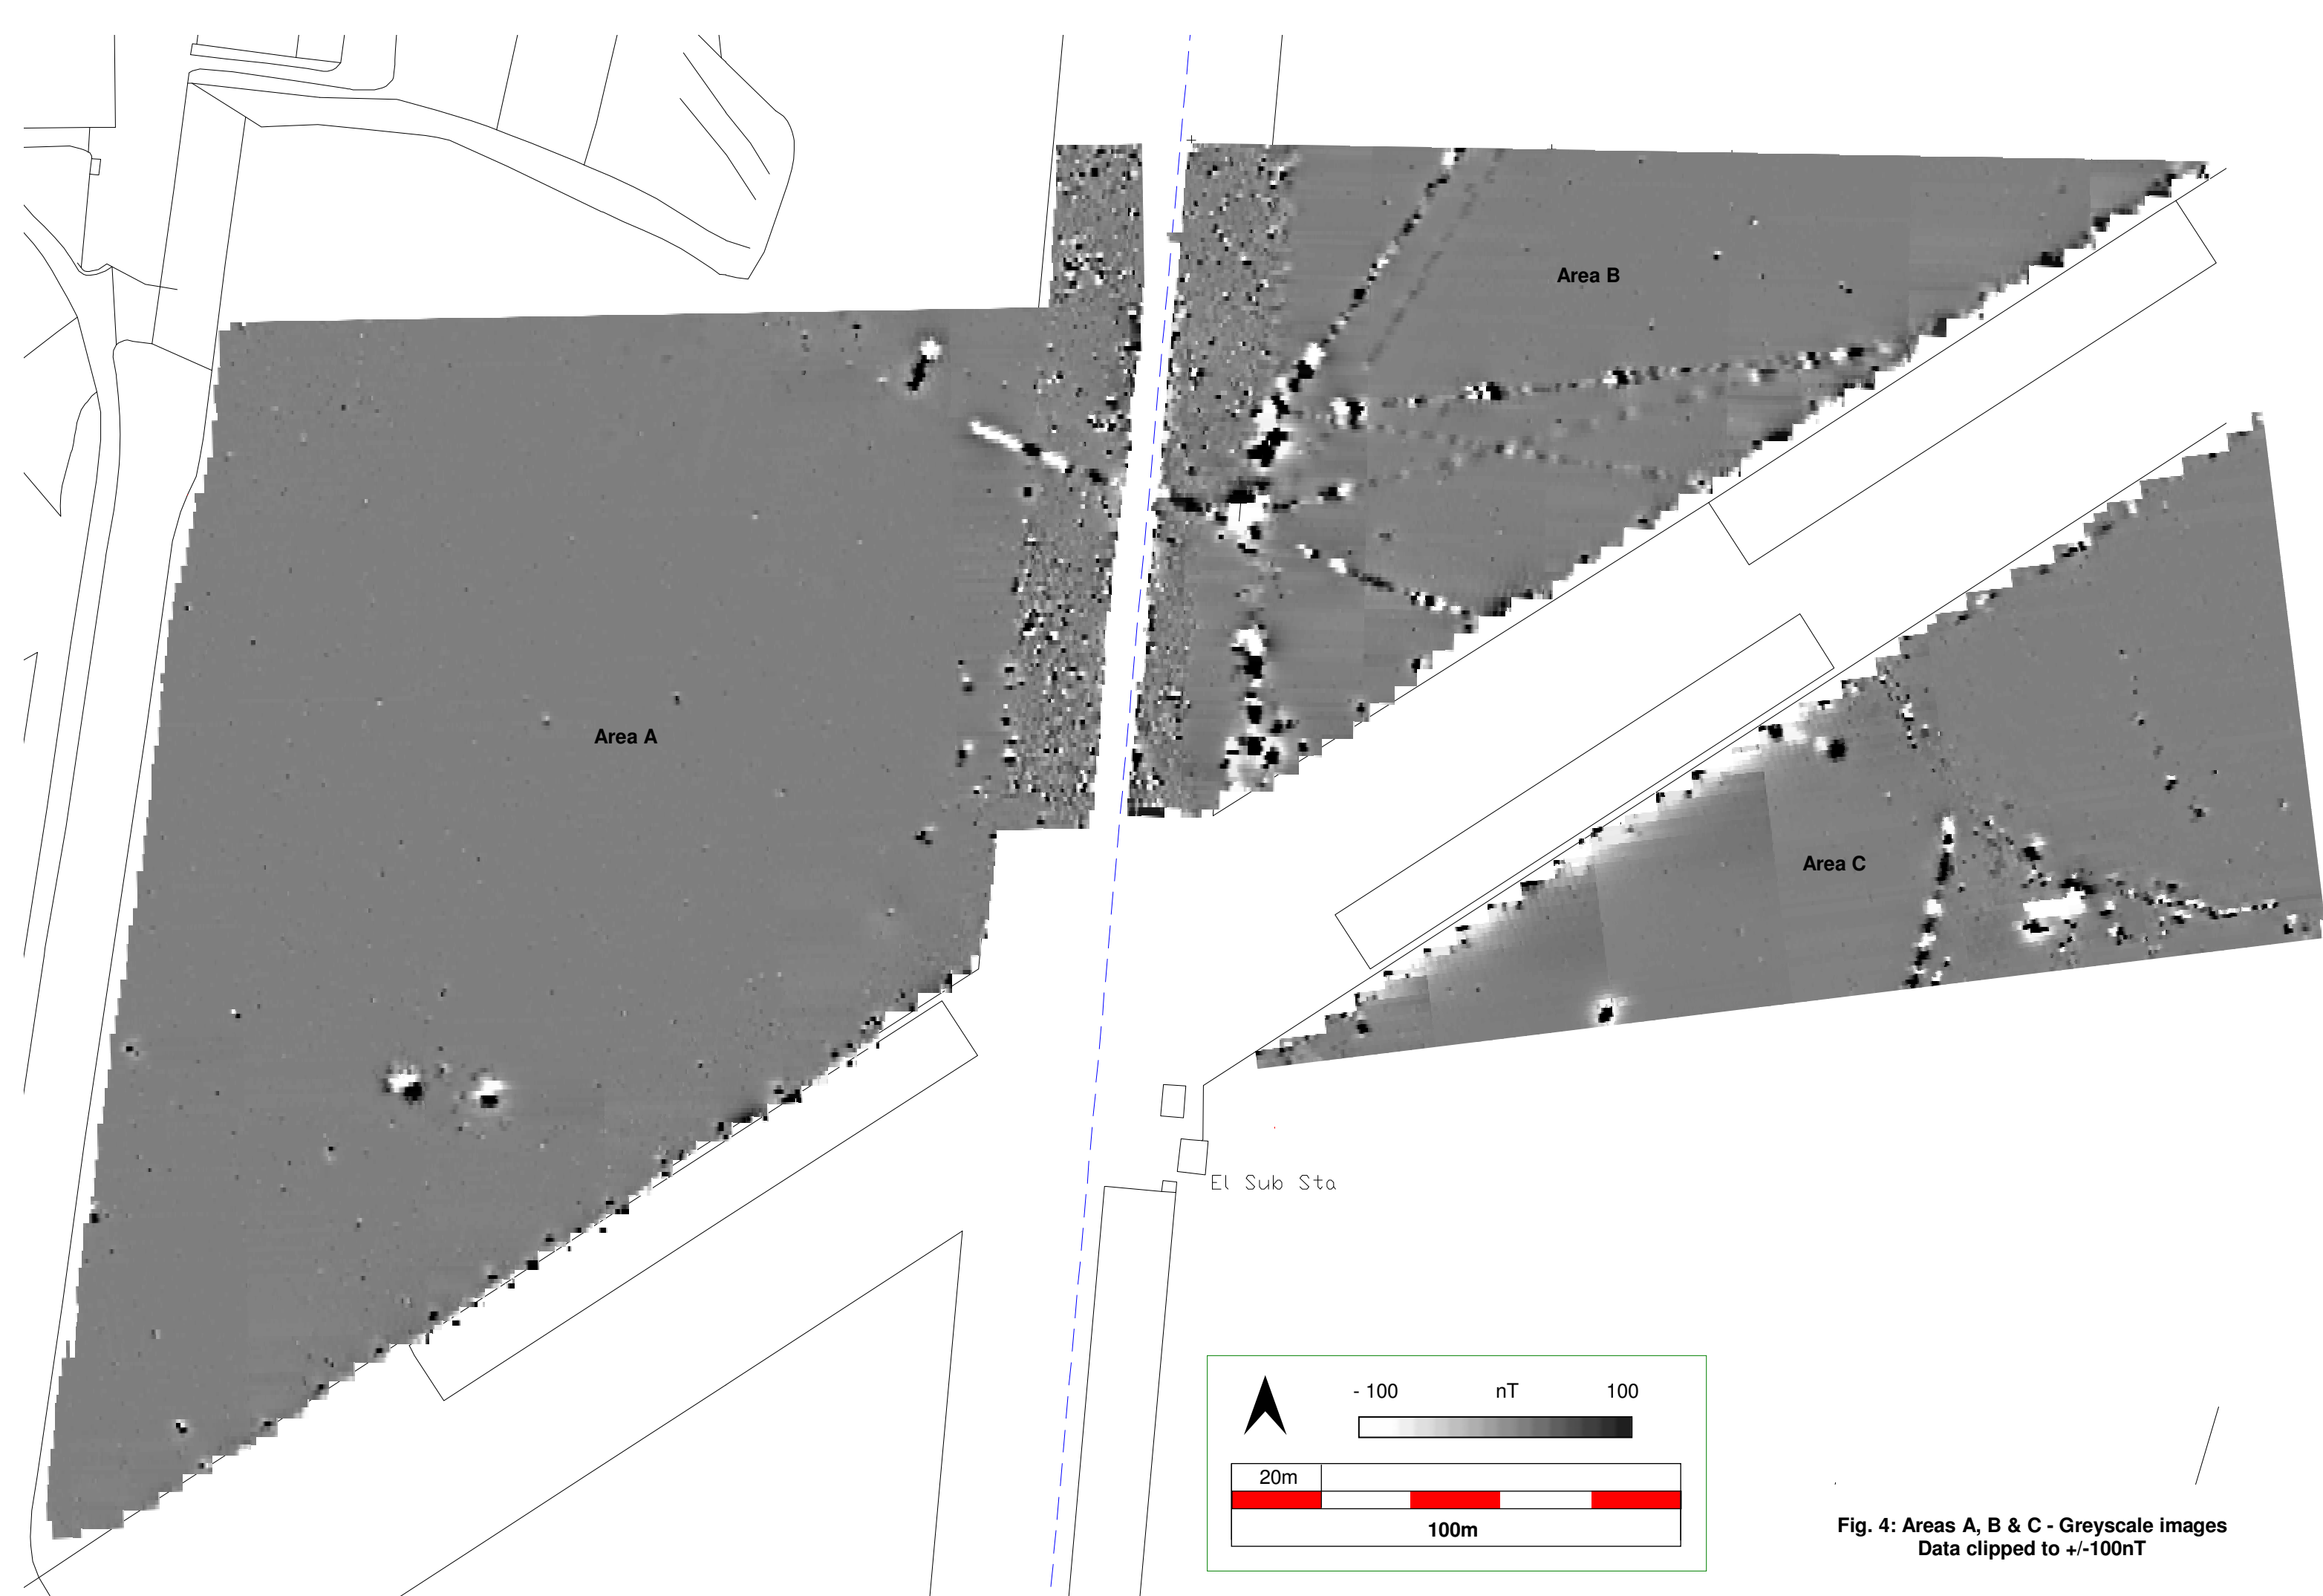 Area B
Area A
Area C
El Sub Sta
- 100 nT 100
20m
100m
Fig. 4: Areas A, B & C - Greyscale images
Data clipped to +/-100nT